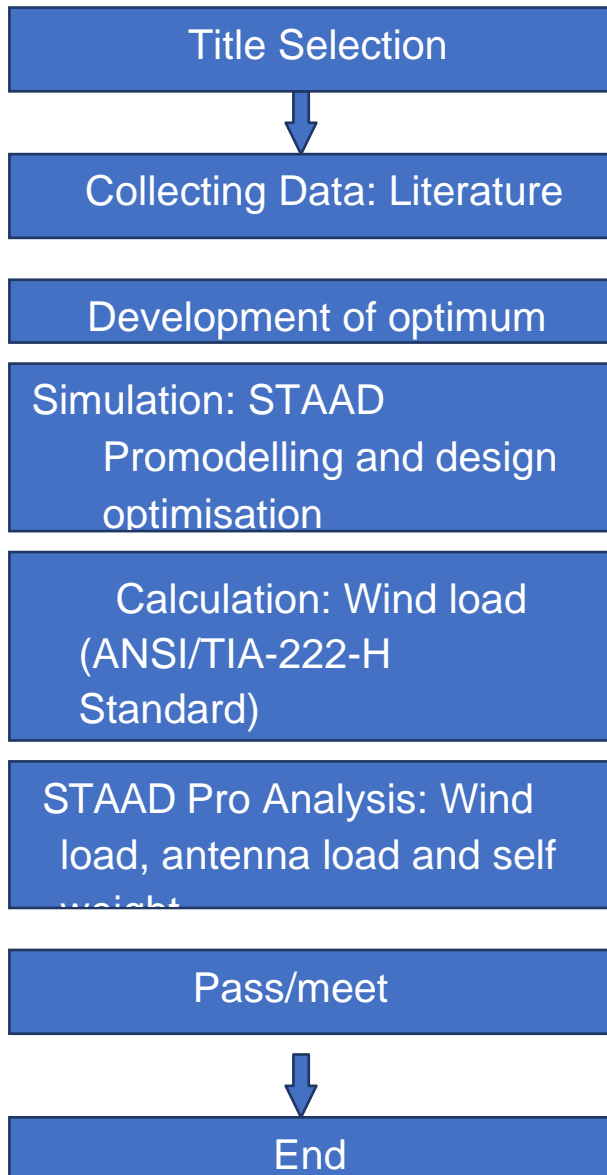 Title Selection
Collecting Data: Literature
Development of optimum
Simulation: STAAD
Promodelling and design
optimisation
Calculation: Wind load
(ANSI/TIA-222-H
Standard)
STAAD Pro Analysis: Wind
load, antenna load and self
weight
Pass/meet
End